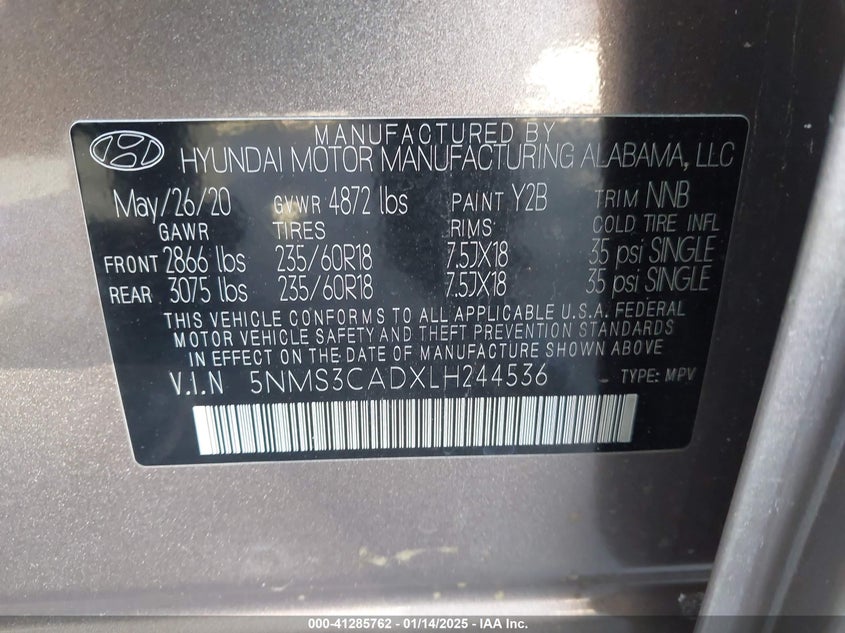 MANUFACTURED BY
HYUNDAI MOTOR MANUFACTURING ALABAMA, LLC
May/26/20 GVWR 4872 lbs PAINT Y2B TRIM NNB
GAWR TIRES RIMS COLD TIRE INFL
FRONT 2866 lbs 235/60R18 7.5JX18 35 psi SINGLE
REAR 3075 lbs 235/60R18 7.5JX18 35 psi SINGLE
THIS VEHICLE CONFORMS TO ALL APPLICABLE U.S.A. FEDERAL
MOTOR VEHICLE SAFETY AND THEFT PREVENTION STANDARDS
IN EFFECT ON THE DATE OF MANUFACTURE SHOWN ABOVE.
V.I.N 5NMS3CADXLH244536 TYPE: MPV
000-41285762 - 01/14/2025 - IAA Inc.